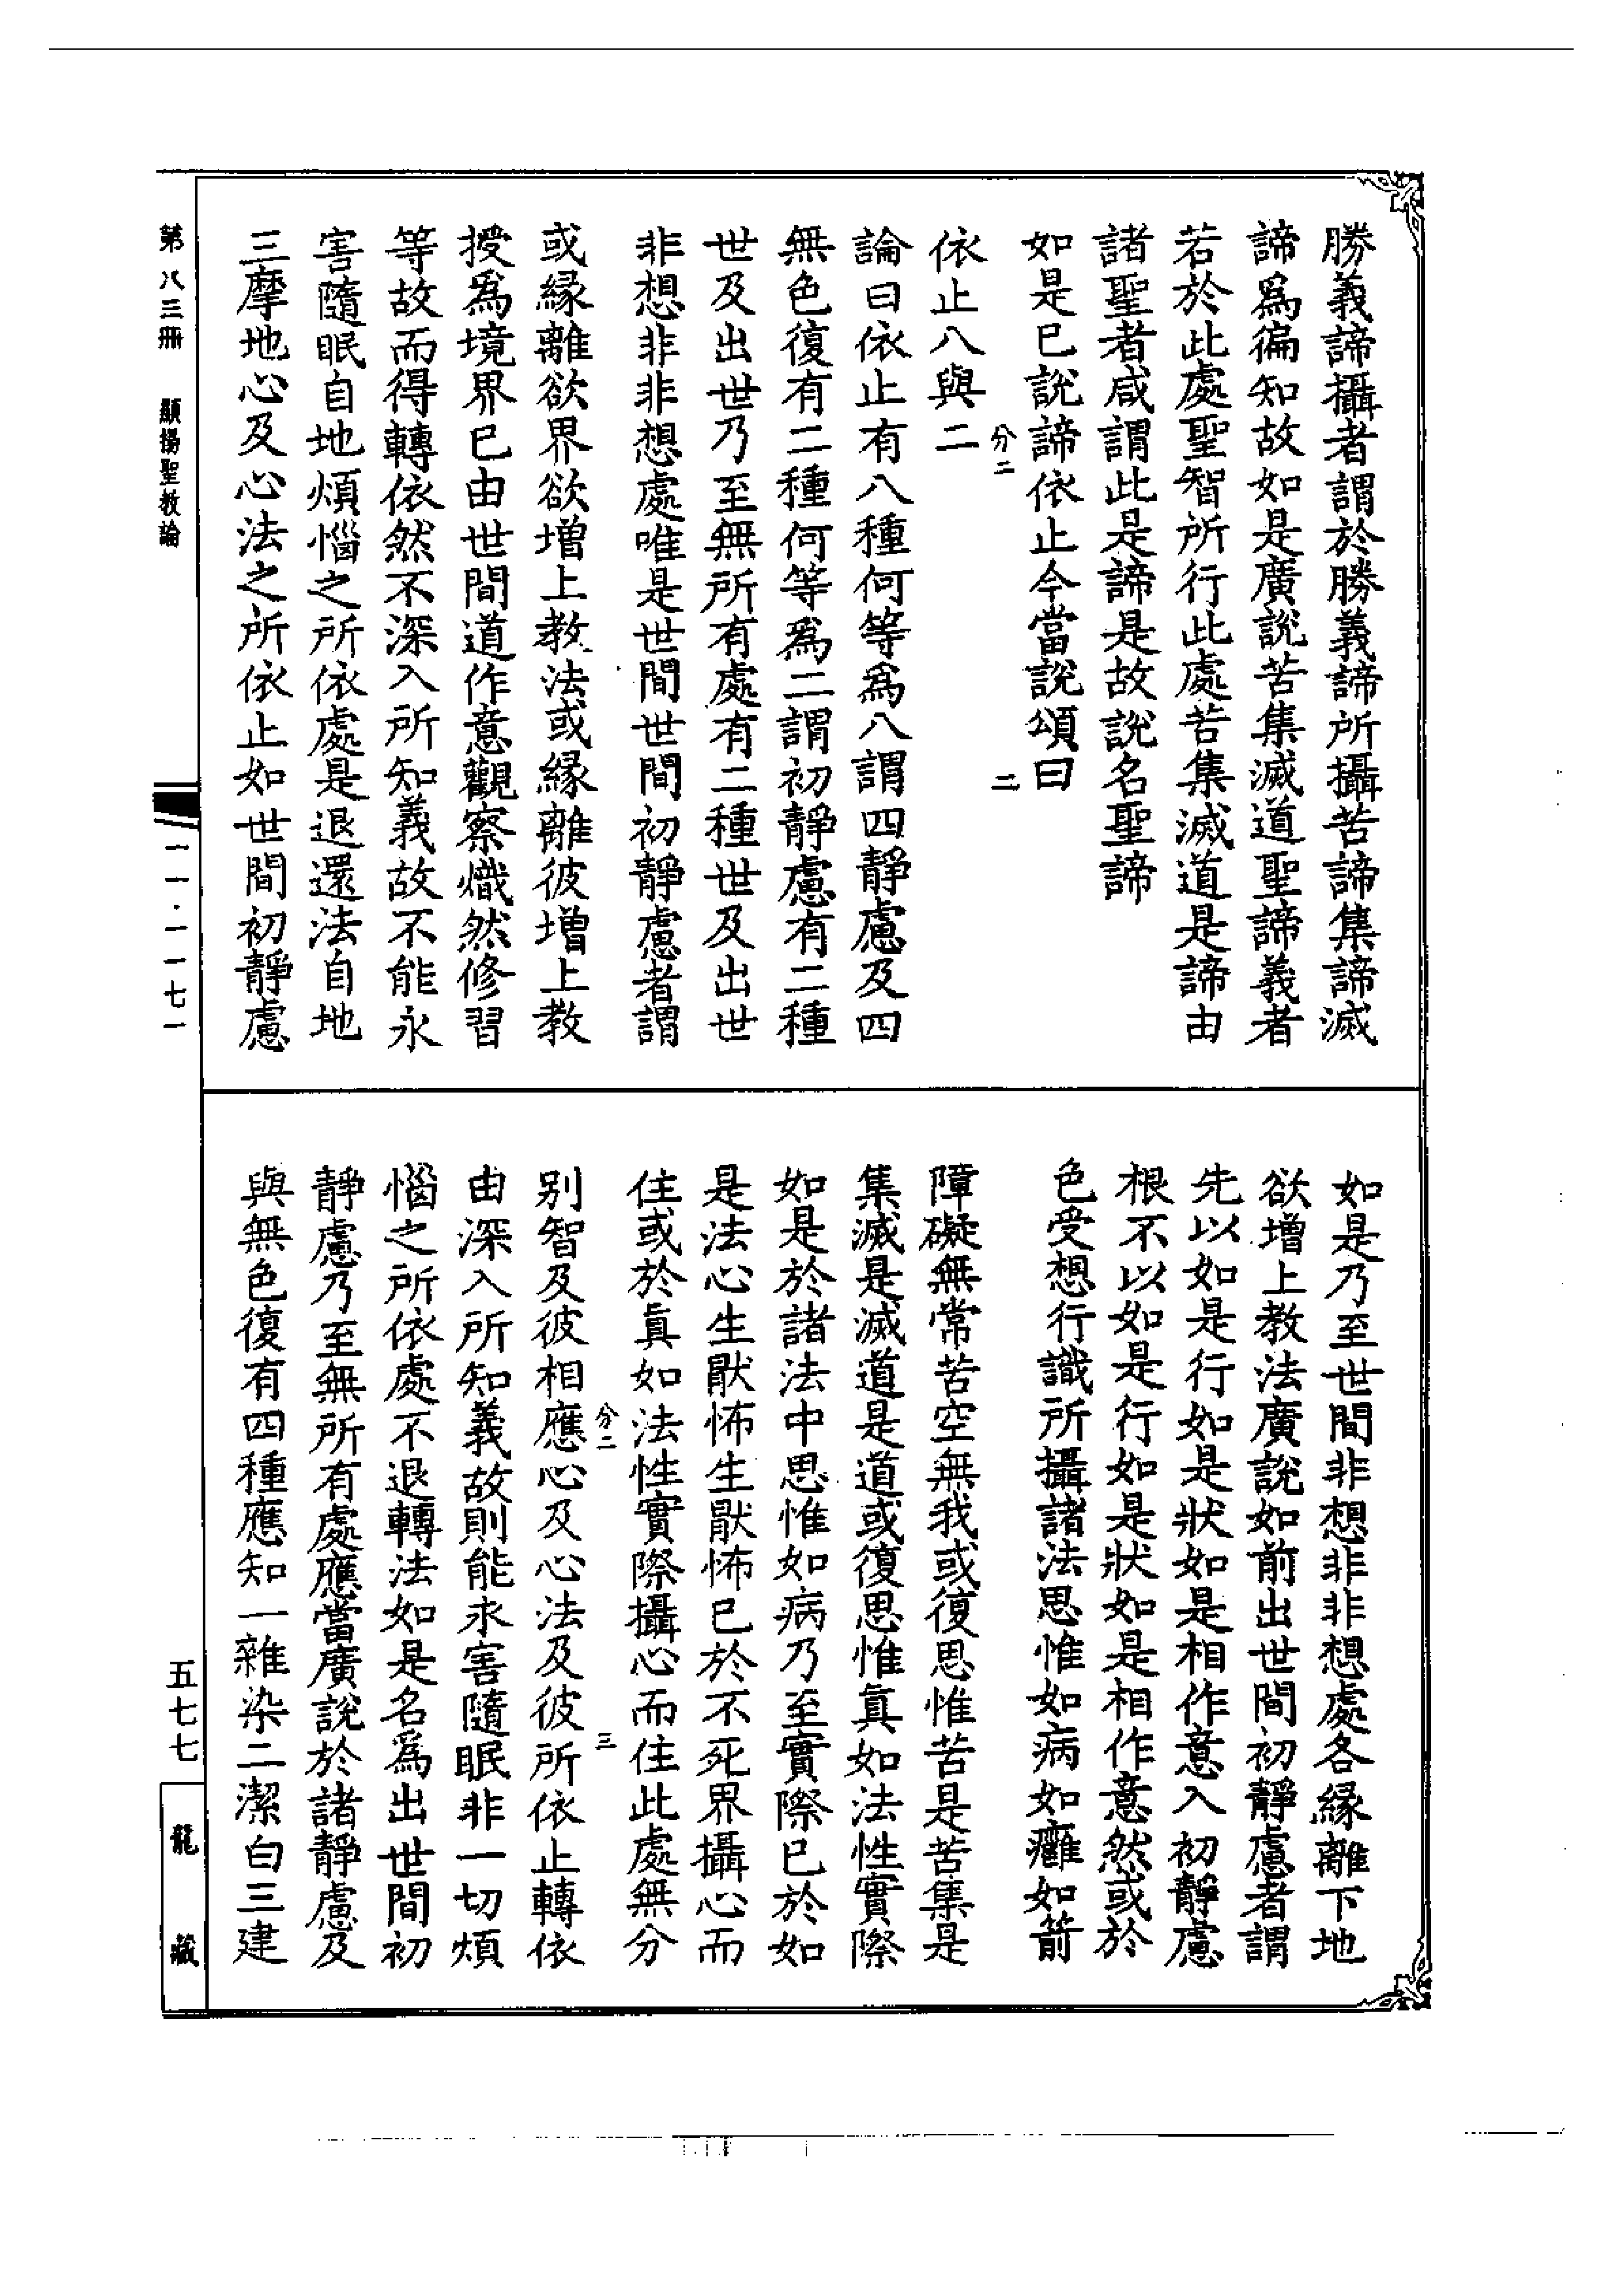 勝義諦攝者謂於勝義諦所攝苦諦集諦滅
諦爲徧知故如是廣說苦集滅道聖諦義者
若於此處聖智所行此處苦集滅道是諦由
諸聖者咸謂此是諦是故說名聖諦
如是已說諦依止今當說頌曰
分二 二
依止八與二
論曰依止有八種何等爲八謂四靜慮及四
無色復有二種何等爲二謂初靜慮有二種
世及出世乃至無所有處有二種世及出世
非想非非想處唯是世間世間初靜慮者謂
或緣離欲界欲增上教法或緣離彼增上教
授爲境界已由世間道作意觀察熾然修習
等故而得轉依然不深入所知義故不能永
害隨眠自地煩惱之所依處是退還法自地
三摩地心及心法之所依止如世間初靜慮
如是乃至世間非想非非想處各緣離下地
欲增上教法廣說如前出世間初靜慮者謂
先以如是行如是狀如是相作意入初靜慮
根不以如是行如是狀如是相作意然或於
色受想行識所攝諸法思惟如病如癰如箭
障礙無常苦空無我或復思惟苦是苦集是
集滅是滅道是道或復思惟真如法性實際
如是於諸法中思惟如病乃至實際已於如
是法心生厭怖生厭怖已於不死界攝心而
住或於真如法性實際攝心而住此處無分
分二 三
別智及彼相應心及心法及彼所依止轉依
由深入所知義故則能永害隨眠非一切煩
惱之所依處不退轉法如是名爲出世間初
靜慮乃至無所有處應當廣說於諸靜慮及
與無色復有四種應知一雜染二潔白三建
第八三冊 顯揚聖教論
一一·一一七一
五七七
龍藏